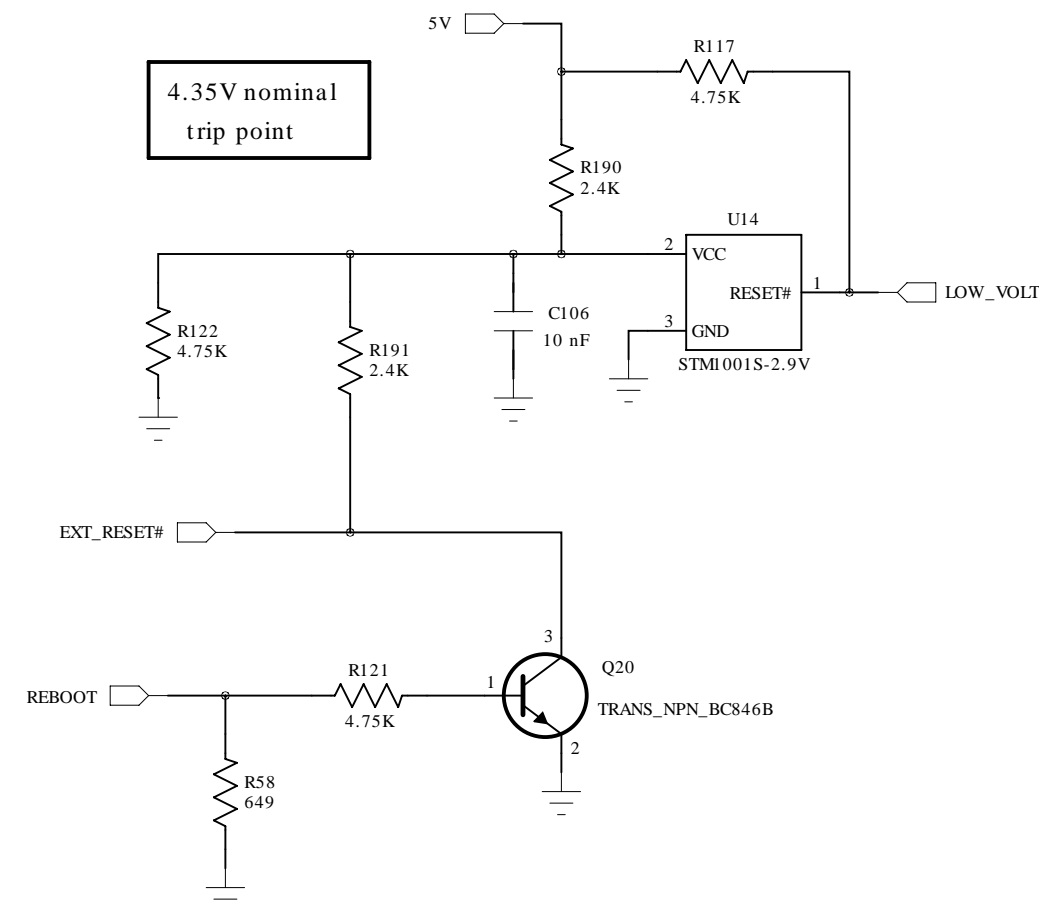 5V
R117
4.75K
4.35V nominal
trip point
R190
2.4K
U14
2
VCC
RESET#
1
LOW_VOLT
3
GND
STM1001S-2.9V
C106
10 nF
R122
4.75K
R191
2.4K
EXT_RESET#
3
Q20
TRANS_NPN_BC846B
1
2
REBOOT
R121
4.75K
R58
649